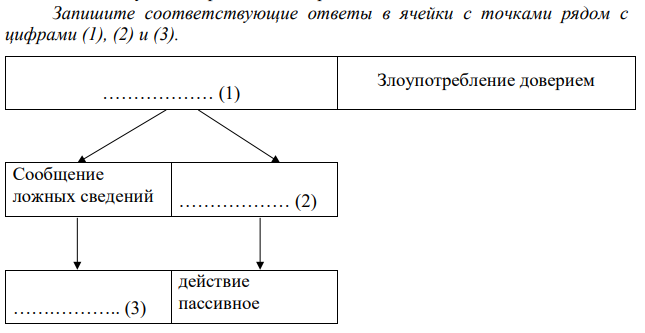 Запишите соответствующие ответы в ячейки с точками рядом с
цифрами (1), (2) и (3).
……………… (1)
Злоупотребление доверием
Сообщение
ложных сведений
……………… (2)
…………….. (3)
действие
пассивное